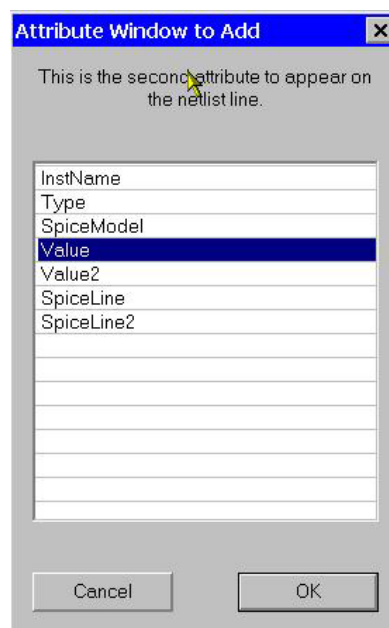 Attribute Window to Add
This is the second attribute to appear on
the netlist line.
InstName
Type
SpiceModel
Value
Value2
SpiceLine
SpiceLine2
Cancel
OK